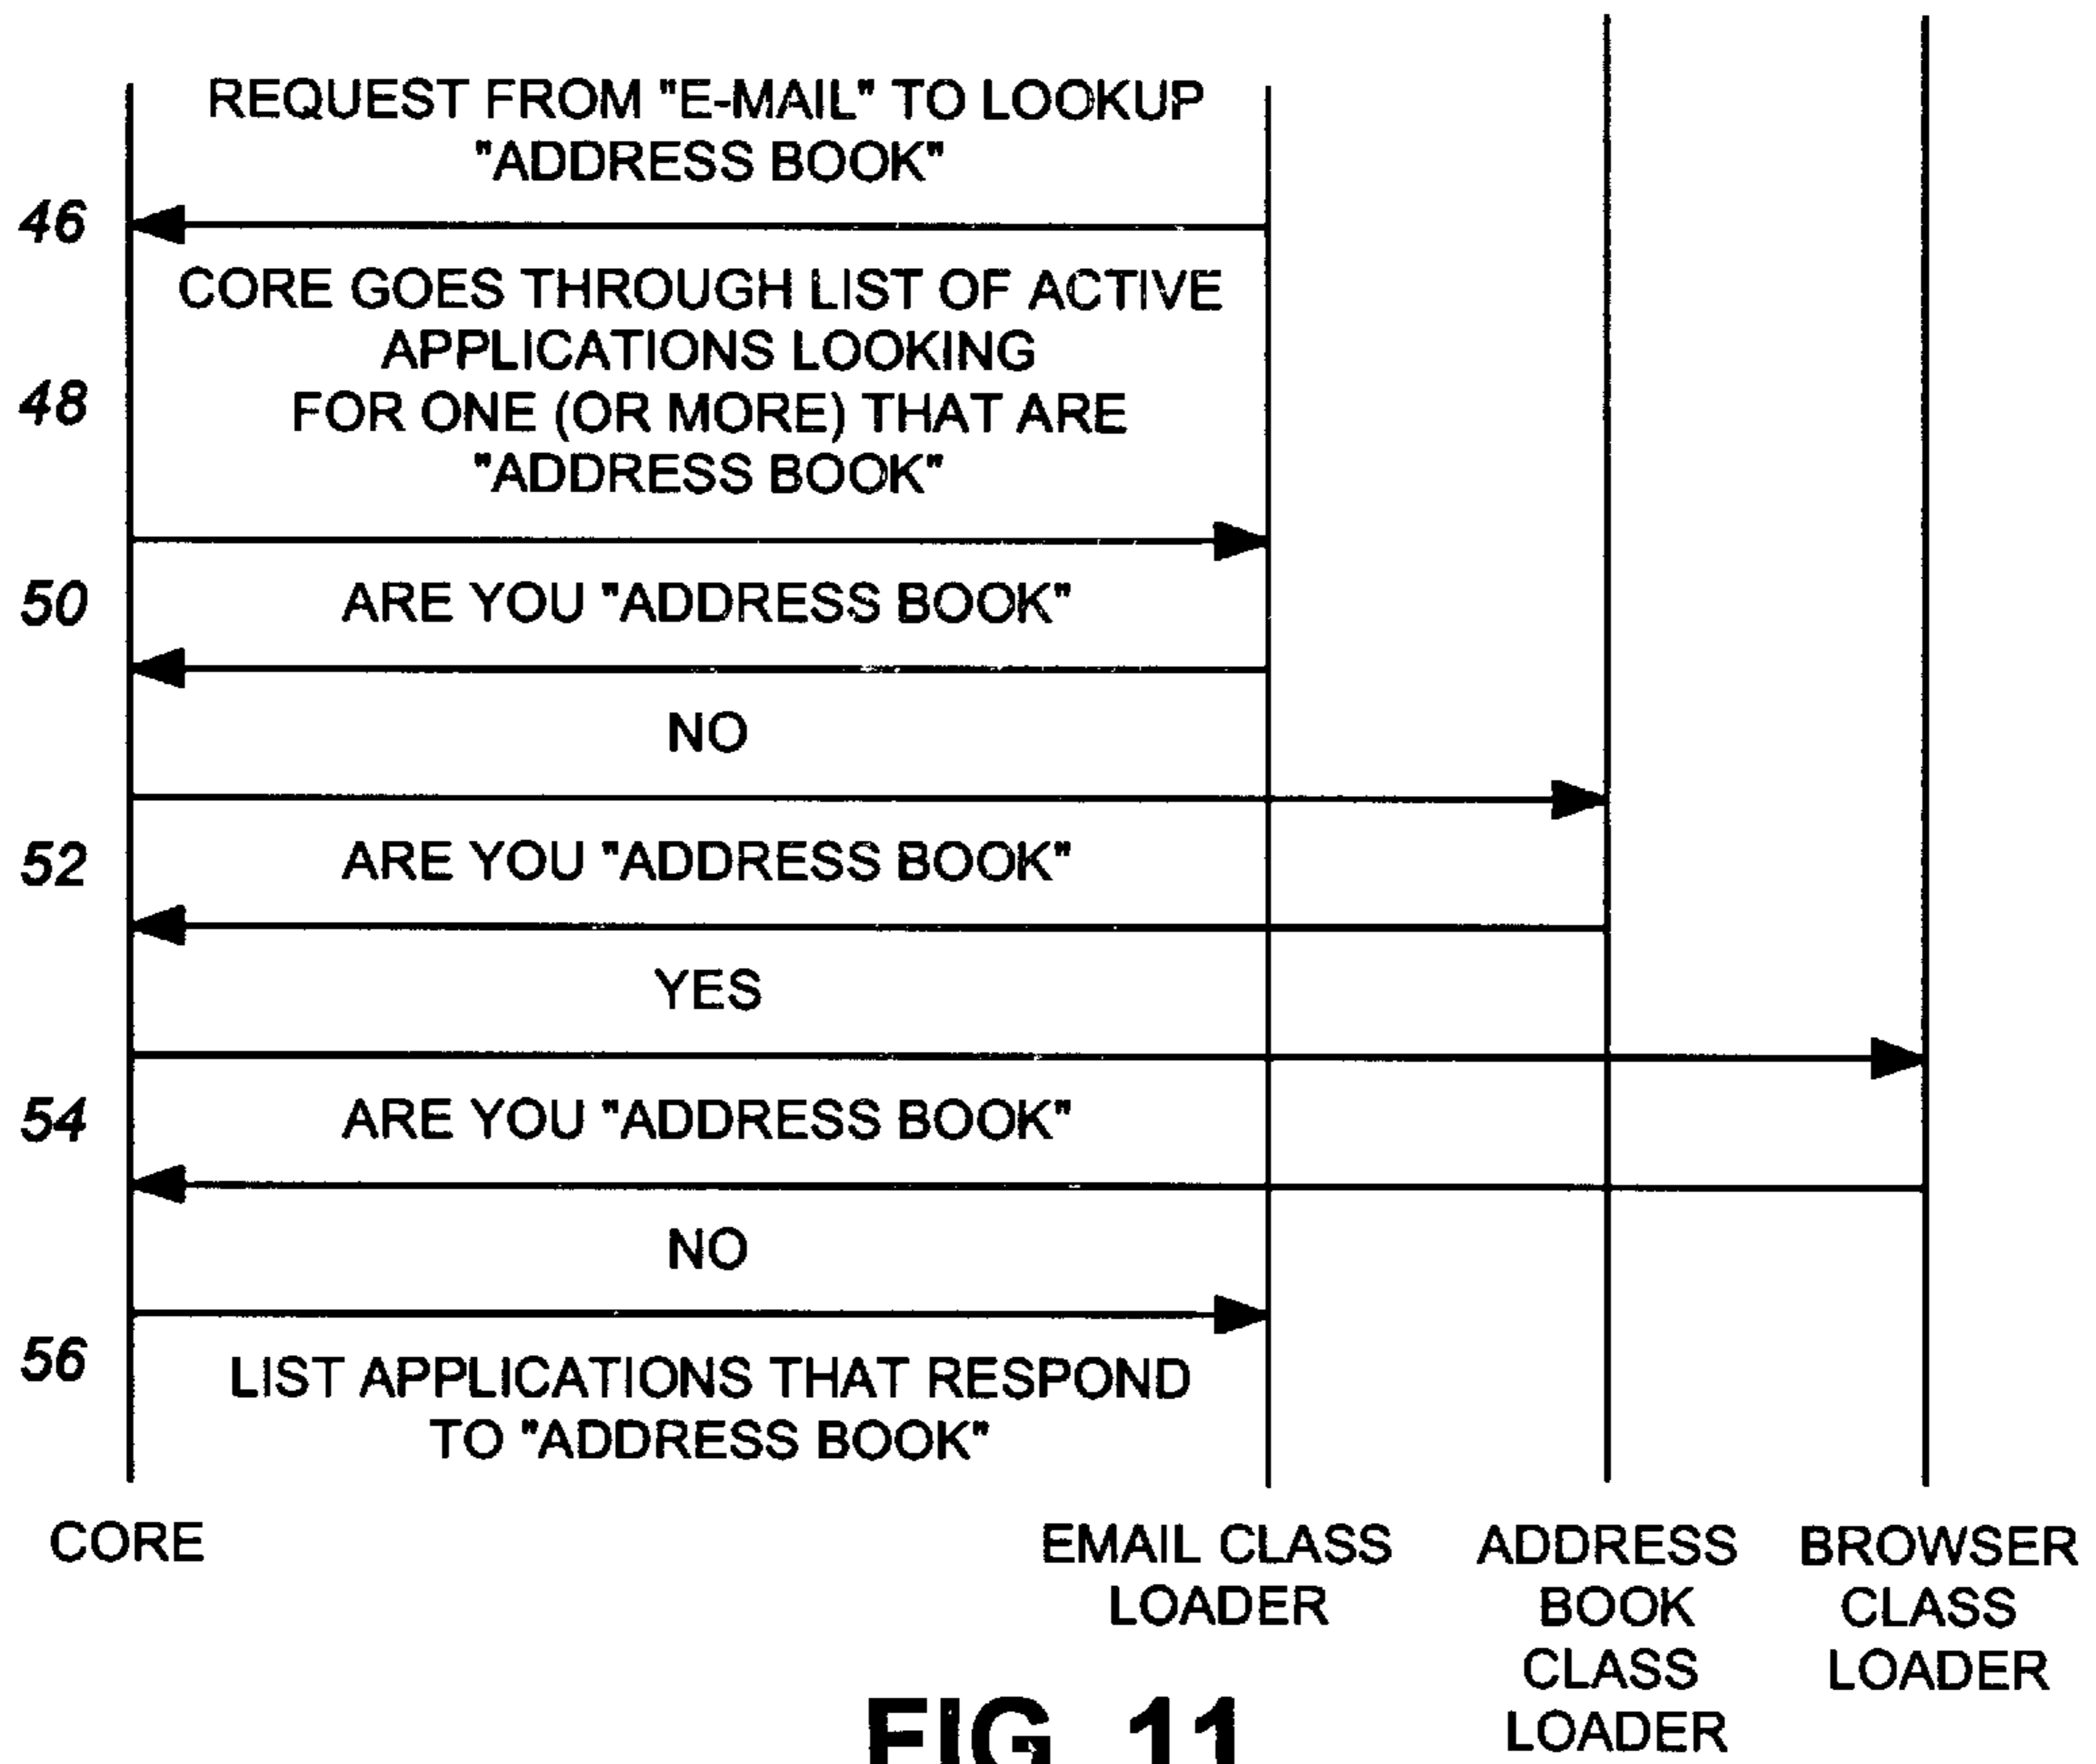 REQUEST FROM "E-MAIL" TO LOOKUP
"ADDRESS BOOK"
46
CORE GOES THROUGH LIST OF ACTIVE
APPLICATIONS LOOKING
48
FOR ONE (OR MORE) THAT ARE
"ADDRESS BOOK"
50
ARE YOU "ADDRESS BOOK"
NO
52
ARE YOU "ADDRESS BOOK"
YES
54
ARE YOU "ADDRESS BOOK"
NO
56
LIST APPLICATIONS THAT RESPOND
TO "ADDRESS BOOK"
CORE
EMAIL CLASS
LOADER
ADDRESS
BOOK
CLASS
LOADER
BROWSER
CLASS
LOADER
FIG. 11